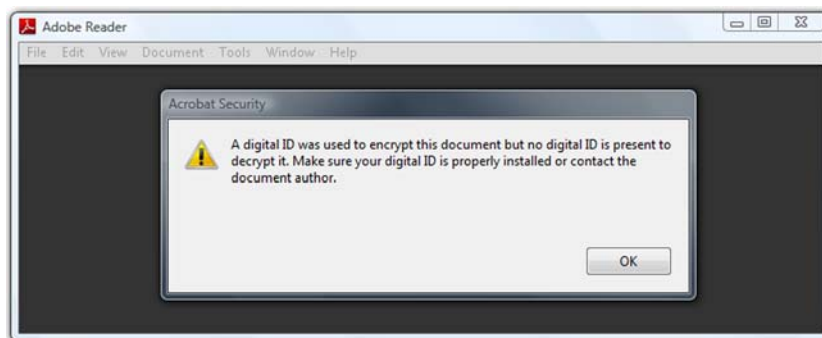 Adobe Reader
File Edit View Document Tools Window Help
Acrobat Security
A digital ID was used to encrypt this document but no digital ID is present to
decrypt it. Make sure your digital ID is properly installed or contact the
document author.
OK